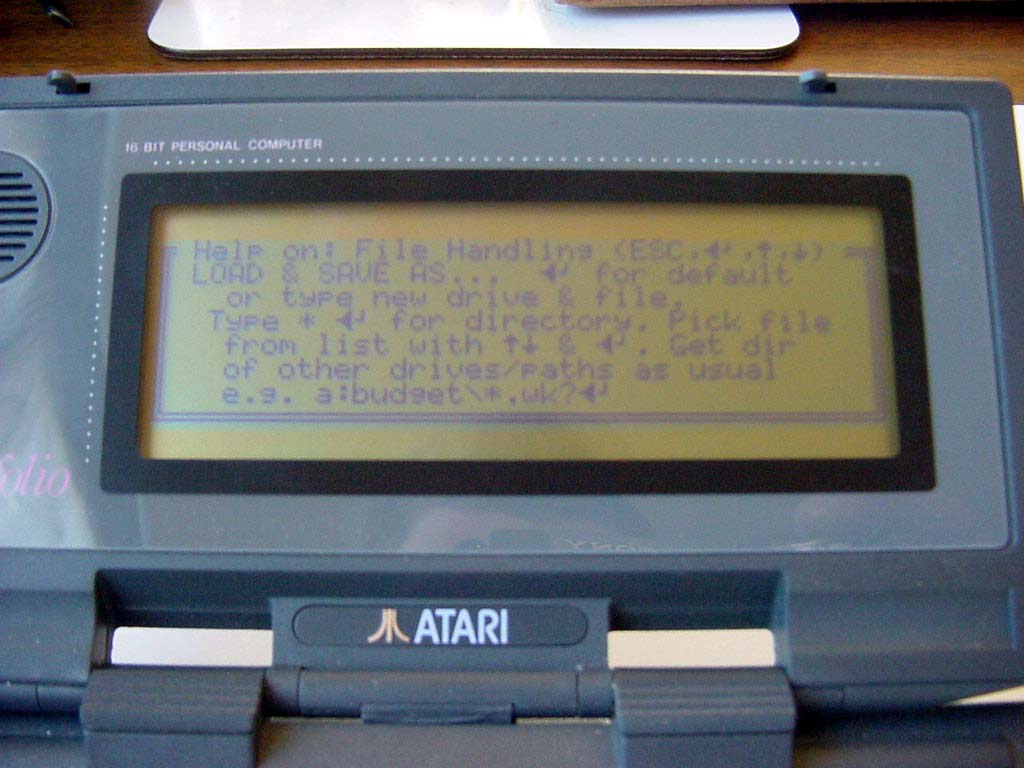 16 BIT PERSONAL COMPUTER
Help on: File Handling (ESC,↵,↑,↓)
LOAD & SAVE AS... ↵ for default
or type new drive & file.
Type * ↵ for directory. Pick file
from list with ↑↓ & ↵. Get dir
of other drives/paths as usual
e.g. a:budget\*.wk?↵
folio
ATARI